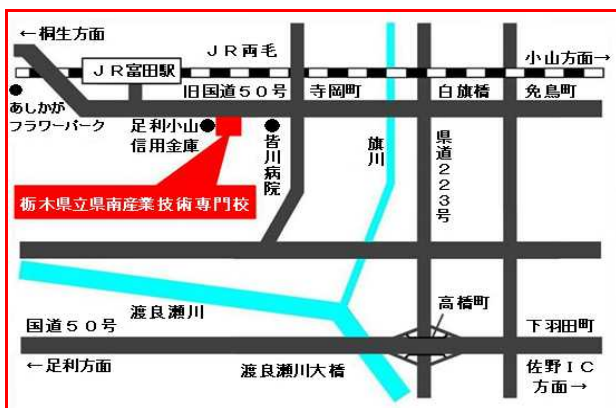 ←桐生方面
JR両毛
小山方面→
JR富田駅
旧国道50号
寺岡町
白旗橋
免鳥町
あしかが
フラワーパーク
足利小山
信用金庫
皆川病院
旗川
県道223号
栃木県立県南産業技術専門校
渡良瀬川
高橋町
国道50号
下羽田町
←足利方面
渡良瀬川大橋
佐野IC
方面→